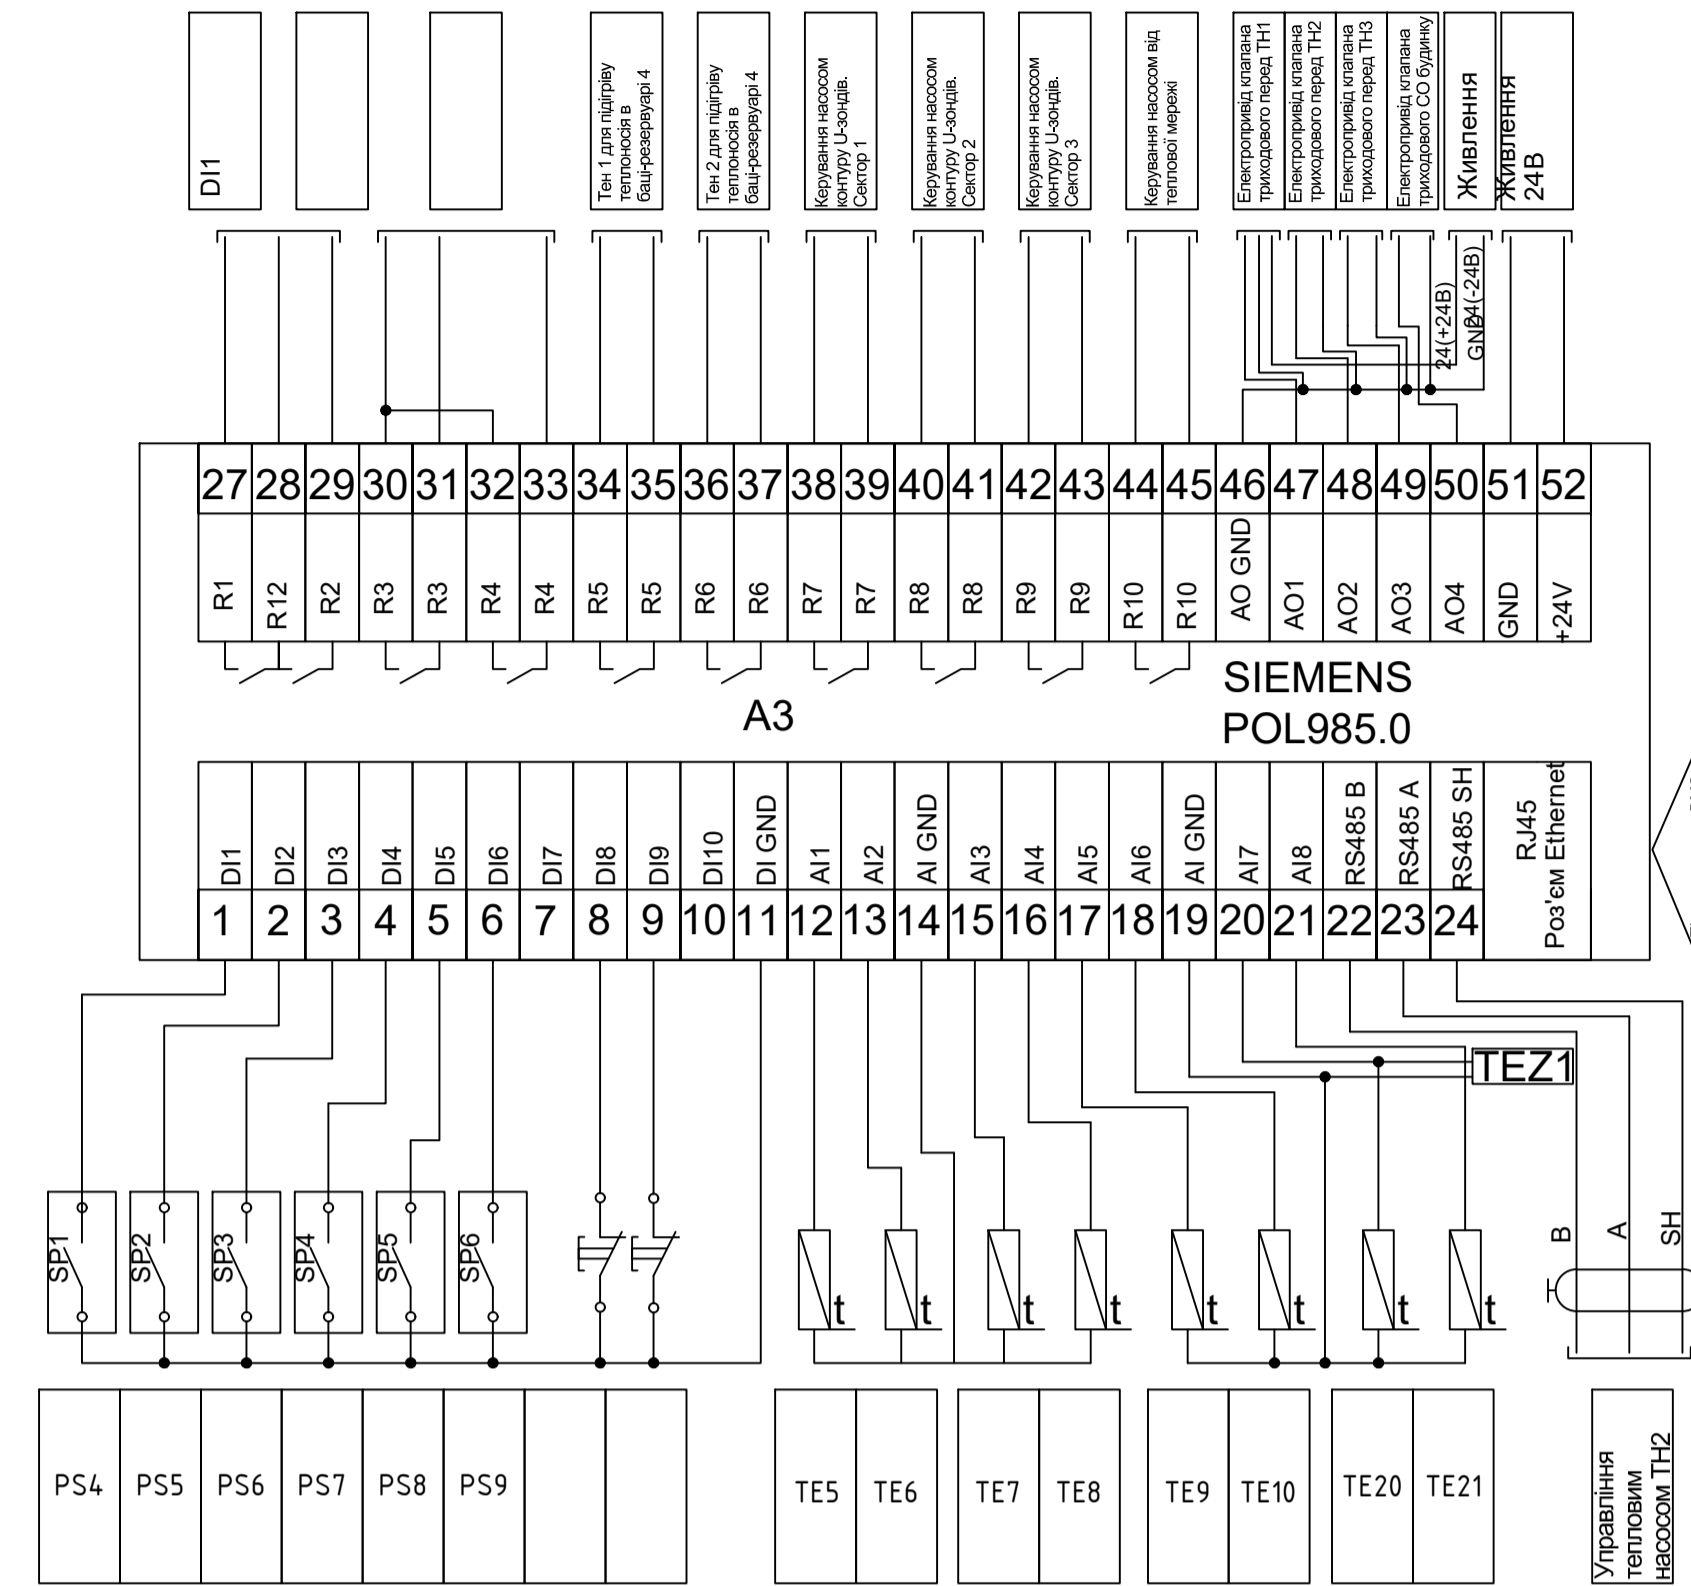 DI1
Тен 1 для підігріву
теплоносія в
баці-резервуарі 4
Тен 2 для підігріву
теплоносія в
баці-резервуарі 4
Керування насосом
контуру U-зондів.
Сектор 1
Керування насосом
контуру U-зондів.
Сектор 2
Керування насосом
контуру U-зондів.
Сектор 3
Керування насосом від
теплової мережі
Електропривід клапана
триходового перед ТН1
Електропривід клапана
триходового перед ТН2
Електропривід клапана
триходового перед ТН3
Електропривід клапана
триходового СО будинку
Живлення
Живлення
24В
24(+24В)
24(-24В)
GND
27 28 29 30 31 32 33 34 35 36 37 38 39 40 41 42 43 44 45 46 47 48 49 50 51 52
R1 R12 R2 R3 R3 R4 R4 R5 R5 R6 R6 R7 R7 R8 R8 R9 R9 R10 R10 AO GND AO1 AO2 AO3 AO4 GND +24V
SIEMENS
A3
POL985.0
DI1 DI2 DI3 DI4 DI5 DI6 DI7 DI8 DI9 DI10 DI GND AI1 AI2 AI GND AI3 AI4 AI5 AI6 AI GND AI7 AI8 RS485 B RS485 A RS485 SH
RJ45
Роз'єм Ethernet
1 2 3 4 5 6 7 8 9 10 11 12 13 14 15 16 17 18 19 20 21 22 23 24
TEZ1
SP1 SP2 SP3 SP4 SP5 SP6
B A SH
t t t t t t t t
PS4 PS5 PS6 PS7 PS8 PS9 TE5 TE6 TE7 TE8 TE9 TE10 TE20 TE21
Управління
тепловим
насосом ТН2